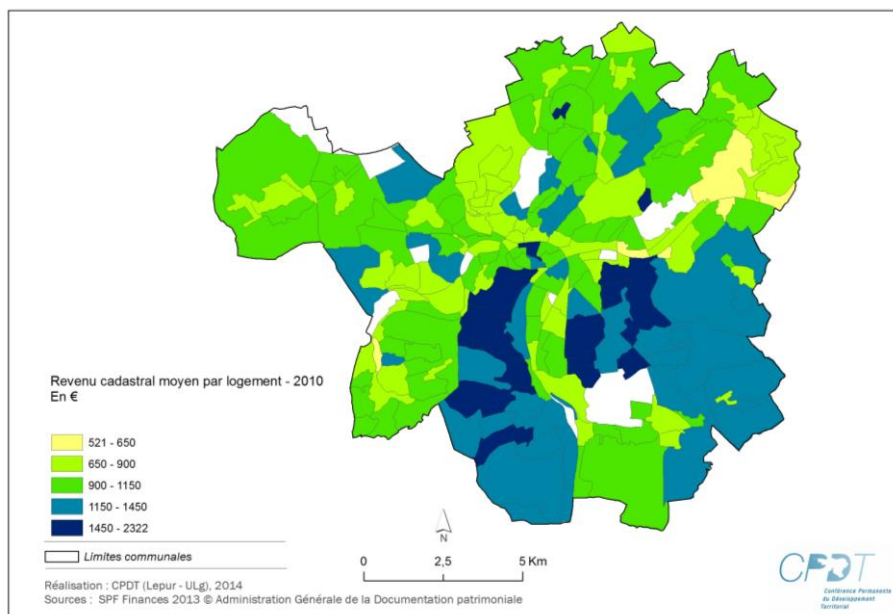 Revenu cadastral moyen par logement - 2010
En €
521 - 650
650 - 900
900 - 1150
1150 - 1450
1450 - 2322
Limites communales
N
0 2,5 5 Km
Réalisation : CPDT (Lepur - ULg), 2014
Sources : SPF Finances 2013 © Administration Générale de la Documentation patrimoniale
CPDT
Conférence Permanente
du Développement
Territorial